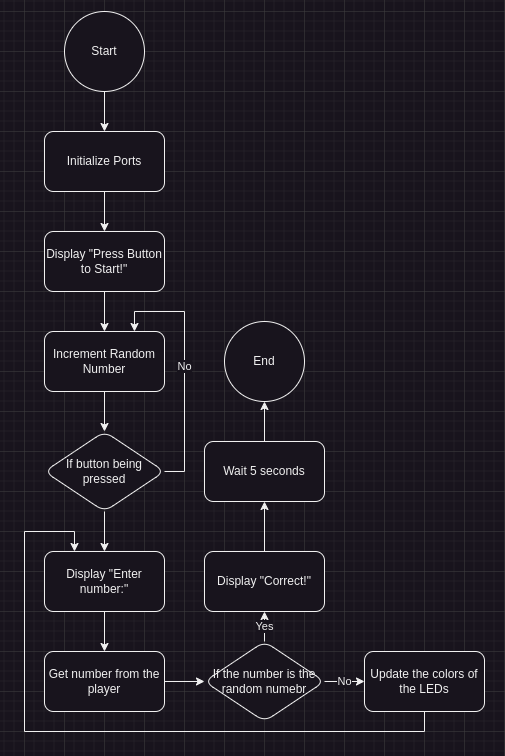 Start
Initialize Ports
Display "Press Button
to Start!"
Increment Random
Number
No
End
If button being
pressed
Wait 5 seconds
Display "Enter
number:"
Display "Correct!"
Yes
Get number from the
player
If the number is the
random numebr
No
Update the colors of
the LEDs